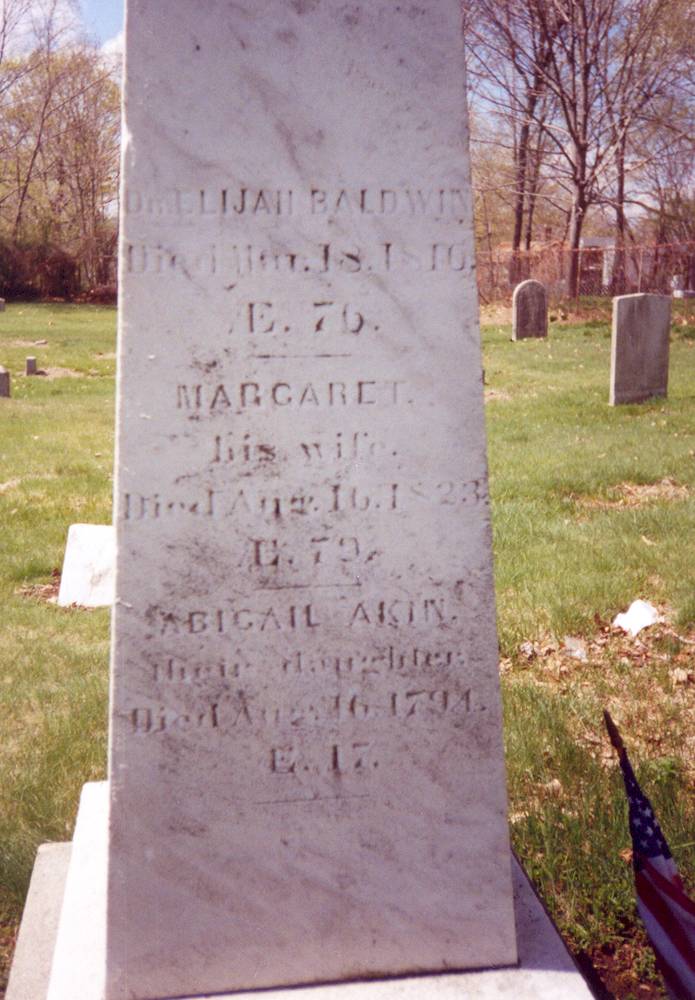 DR. ELIJAH BALDWIN
Died Mar. 18. 1816.
Æ. 76.
MARGARET.
his wife.
Died Aug. 16. 1823.
Æ. 79.
ABIGAIL AKIN.
their daughter
Died Aug. 16. 1794.
Æ. 17.